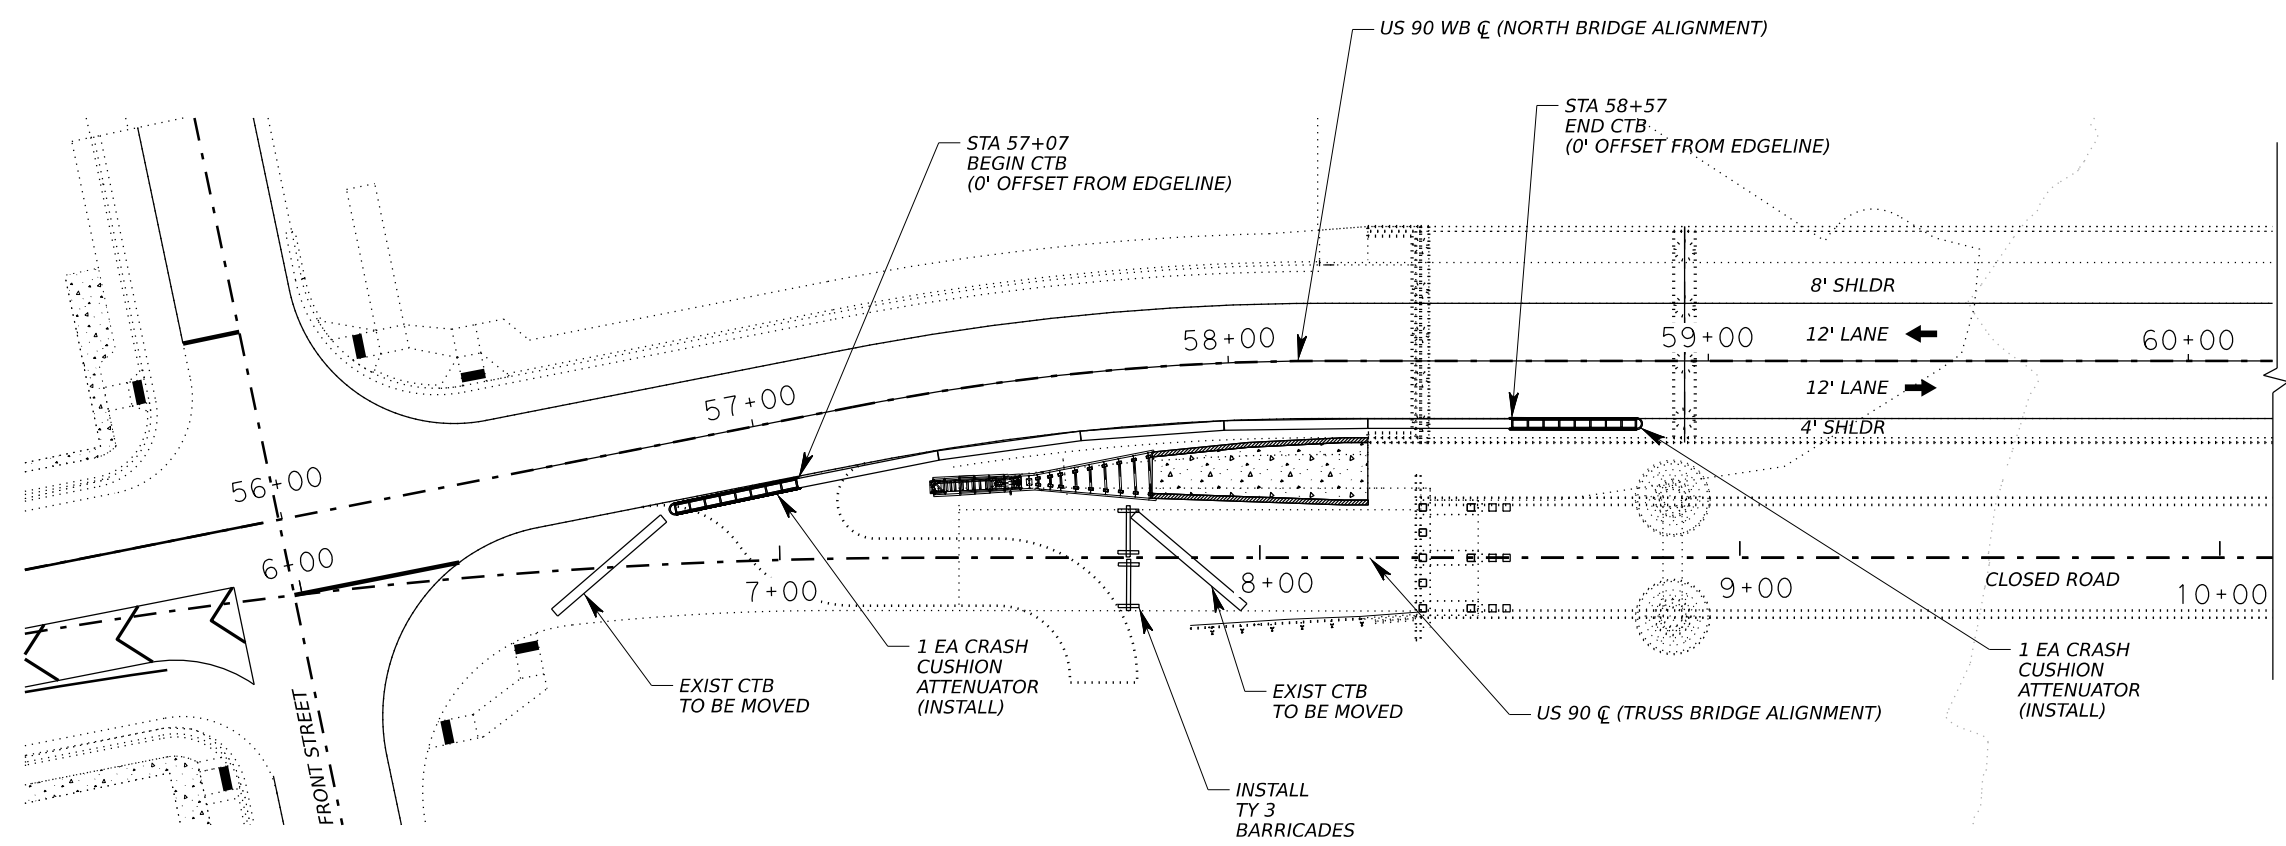 US 90 WB ℄ (NORTH BRIDGE ALIGNMENT)
STA 58+57
END CTB
(0' OFFSET FROM EDGELINE)
STA 57+07
BEGIN CTB
(0' OFFSET FROM EDGELINE)
8' SHLDR
12' LANE
12' LANE
4' SHLDR
56+00
57+00
58+00
59+00
60+00
6+00
7+00
8+00
9+00
10+00
CLOSED ROAD
EXIST CTB
TO BE MOVED
1 EA CRASH
CUSHION
ATTENUATOR
(INSTALL)
EXIST CTB
TO BE MOVED
US 90 ℄ (TRUSS BRIDGE ALIGNMENT)
1 EA CRASH
CUSHION
ATTENUATOR
(INSTALL)
INSTALL
TY 3
BARRICADES
FRONT STREET